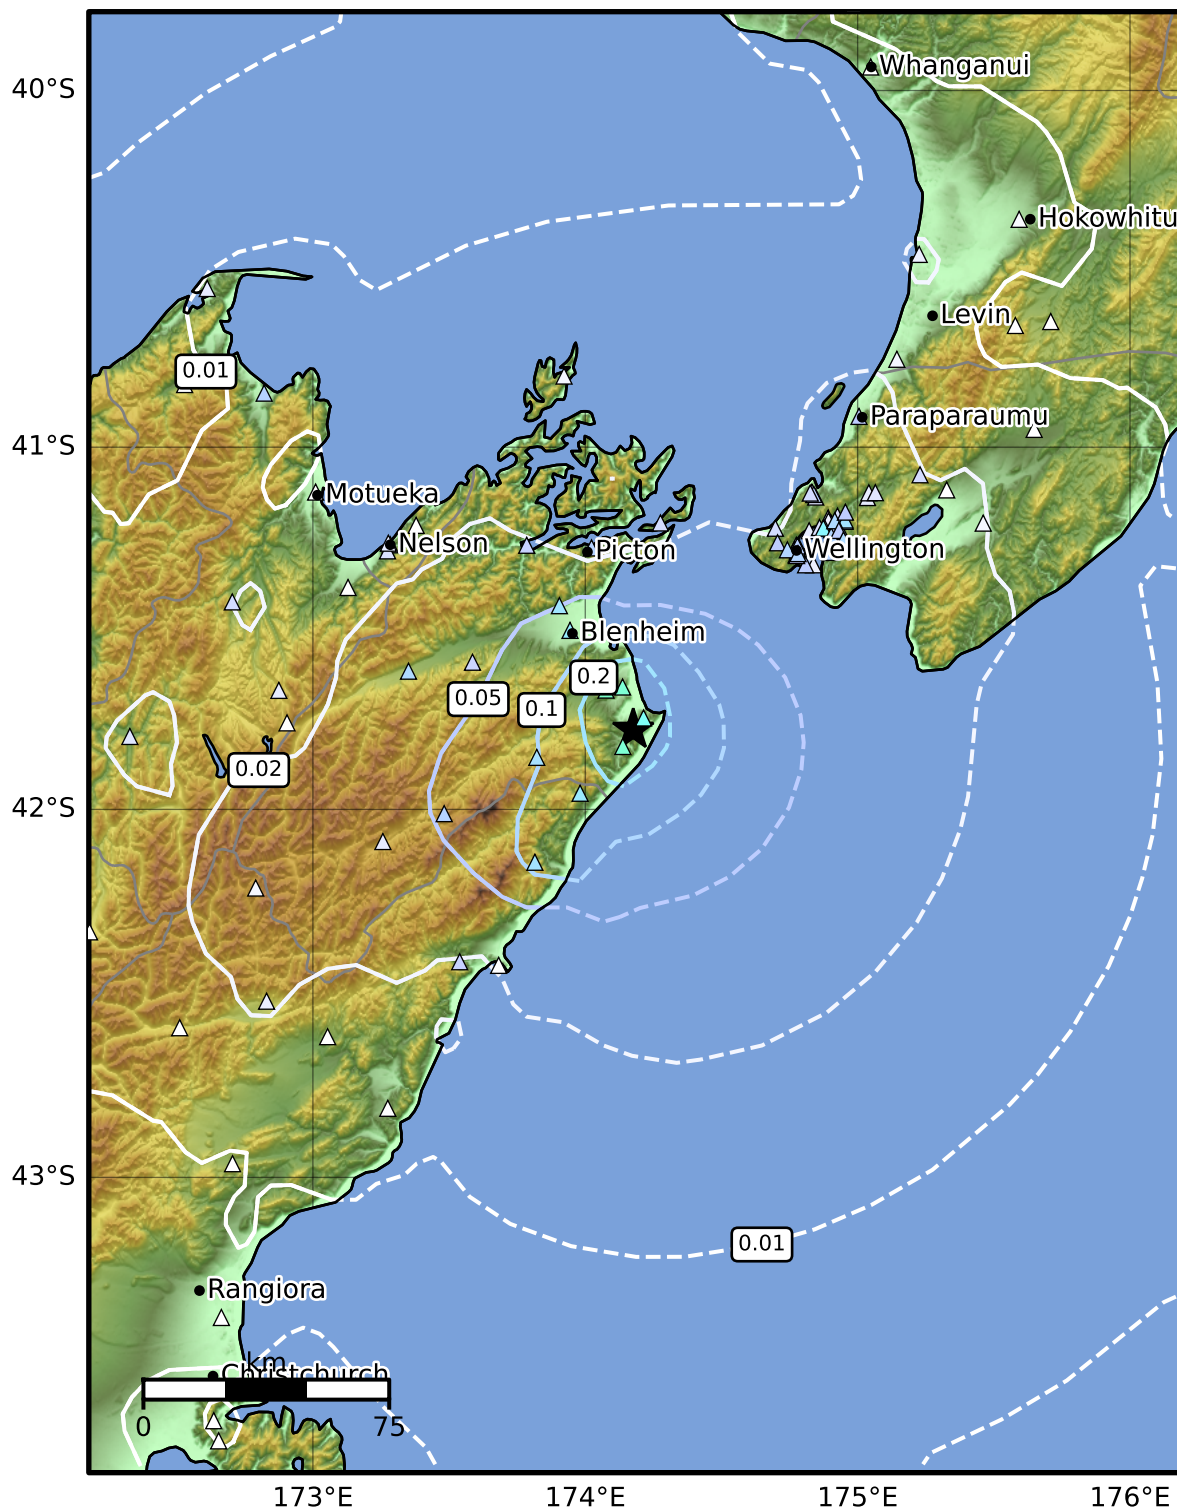 Whanganui
40°S
Hokowhitu
Levin
0.01
Paraparaumu
41°S
Motueka
Nelson
Picton
Wellington
Blenheim
0.2
0.05
0.1
0.02
42°S
43°S
0.01
Rangiora
km
Christchurch
0
75
173°E
174°E
175°E
176°E